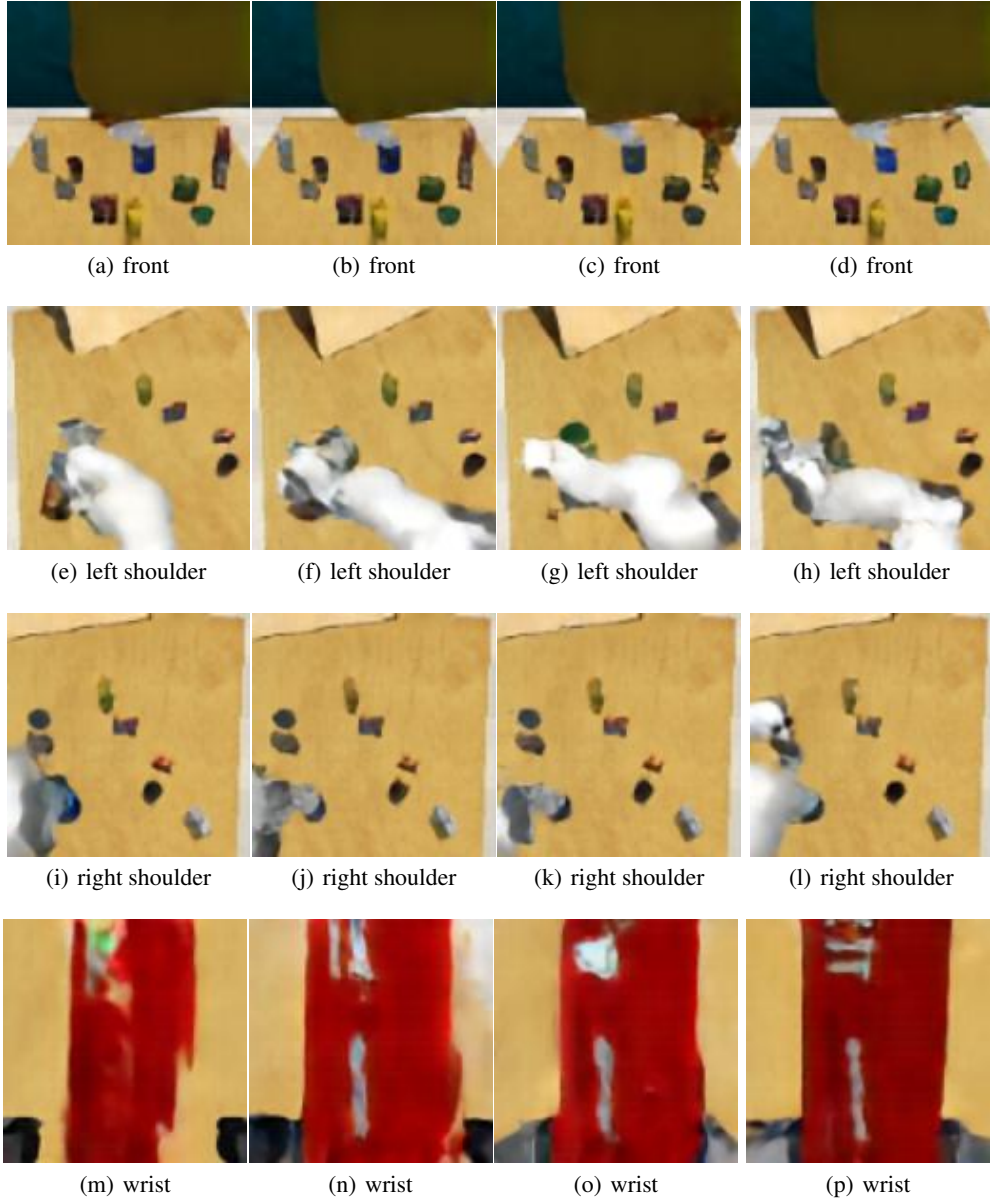 (a) front (b) front (c) front (d) front
(e) left shoulder (f) left shoulder (g) left shoulder (h) left shoulder
(i) right shoulder (j) right shoulder (k) right shoulder (l) right shoulder
(m) wrist (n) wrist (o) wrist (p) wrist